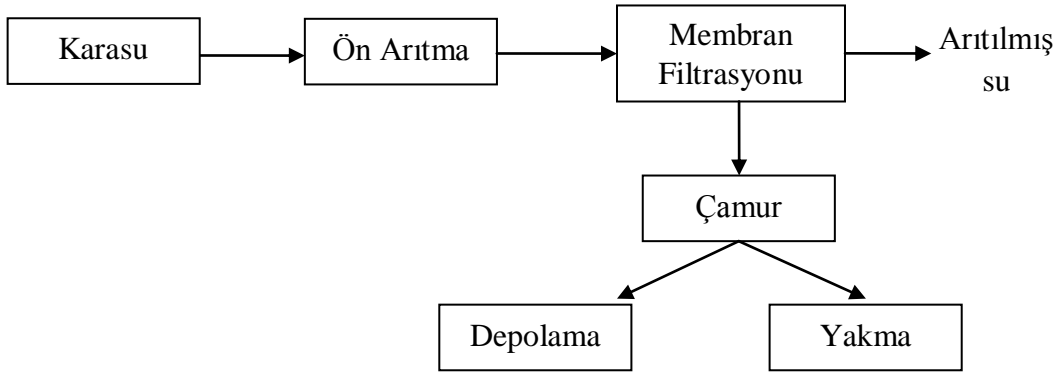 Karasu
Ön Arıtma
Membran
Filtrasyonu
Arıtılmış
su
Çamur
Depolama
Yakma